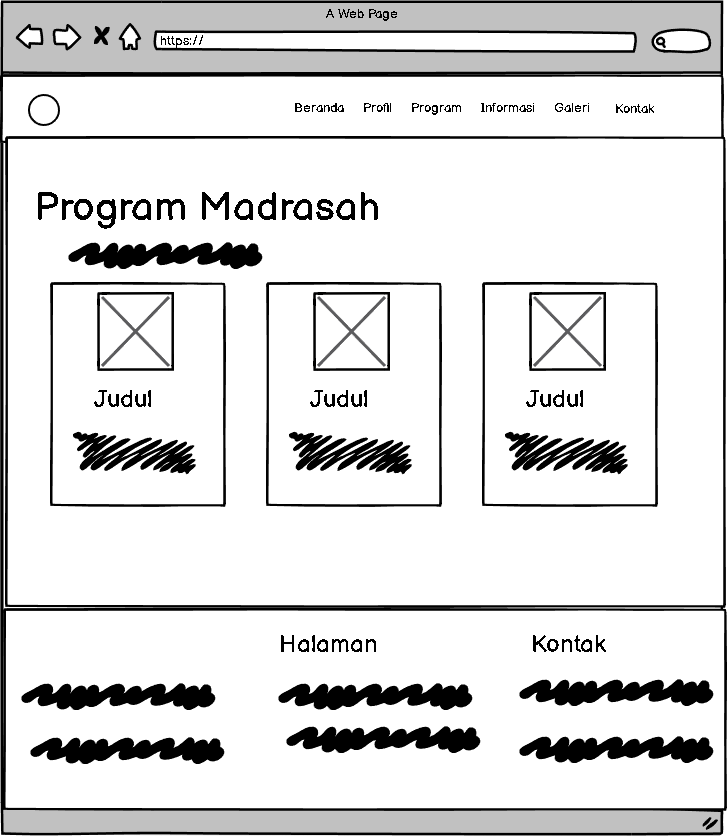 A Web Page
https://
Beranda Profil Program Informasi Galeri Kontak
Program Madrasah
Judul Judul Judul
Halaman Kontak